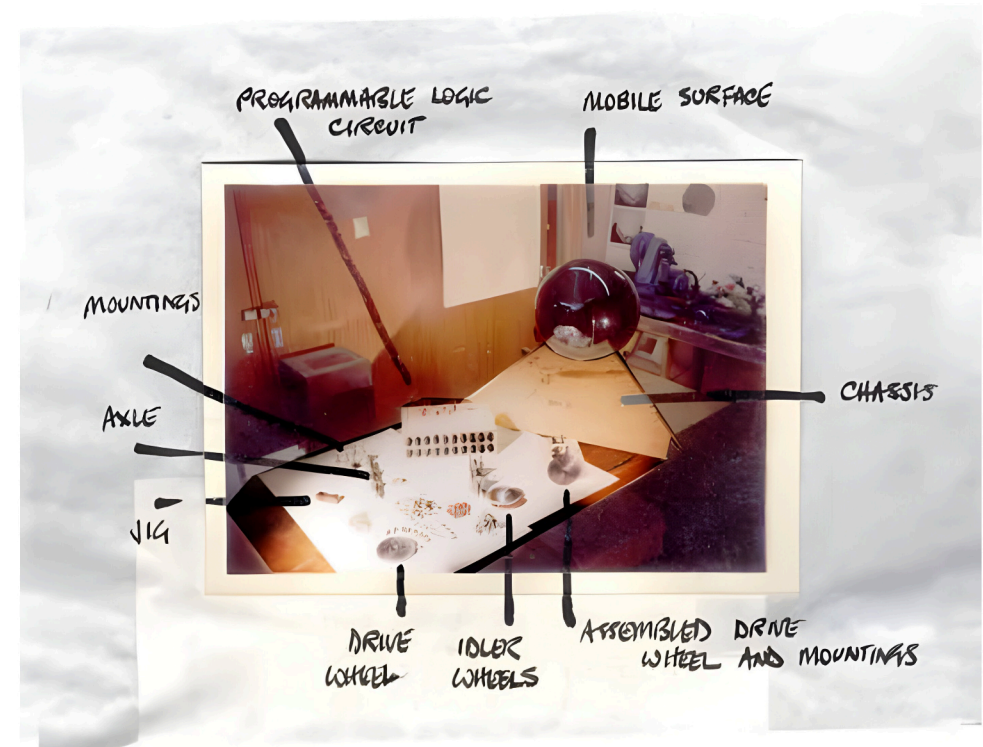 PROGRAMMABLE LOGIC
CIRCUIT
MOBILE SURFACE
MOUNTINGS
CHASSIS
AXLE
JIG
DRIVE
WHEEL
IDLER
WHEELS
ASSEMBLED DRIVE
WHEEL AND MOUNTINGS